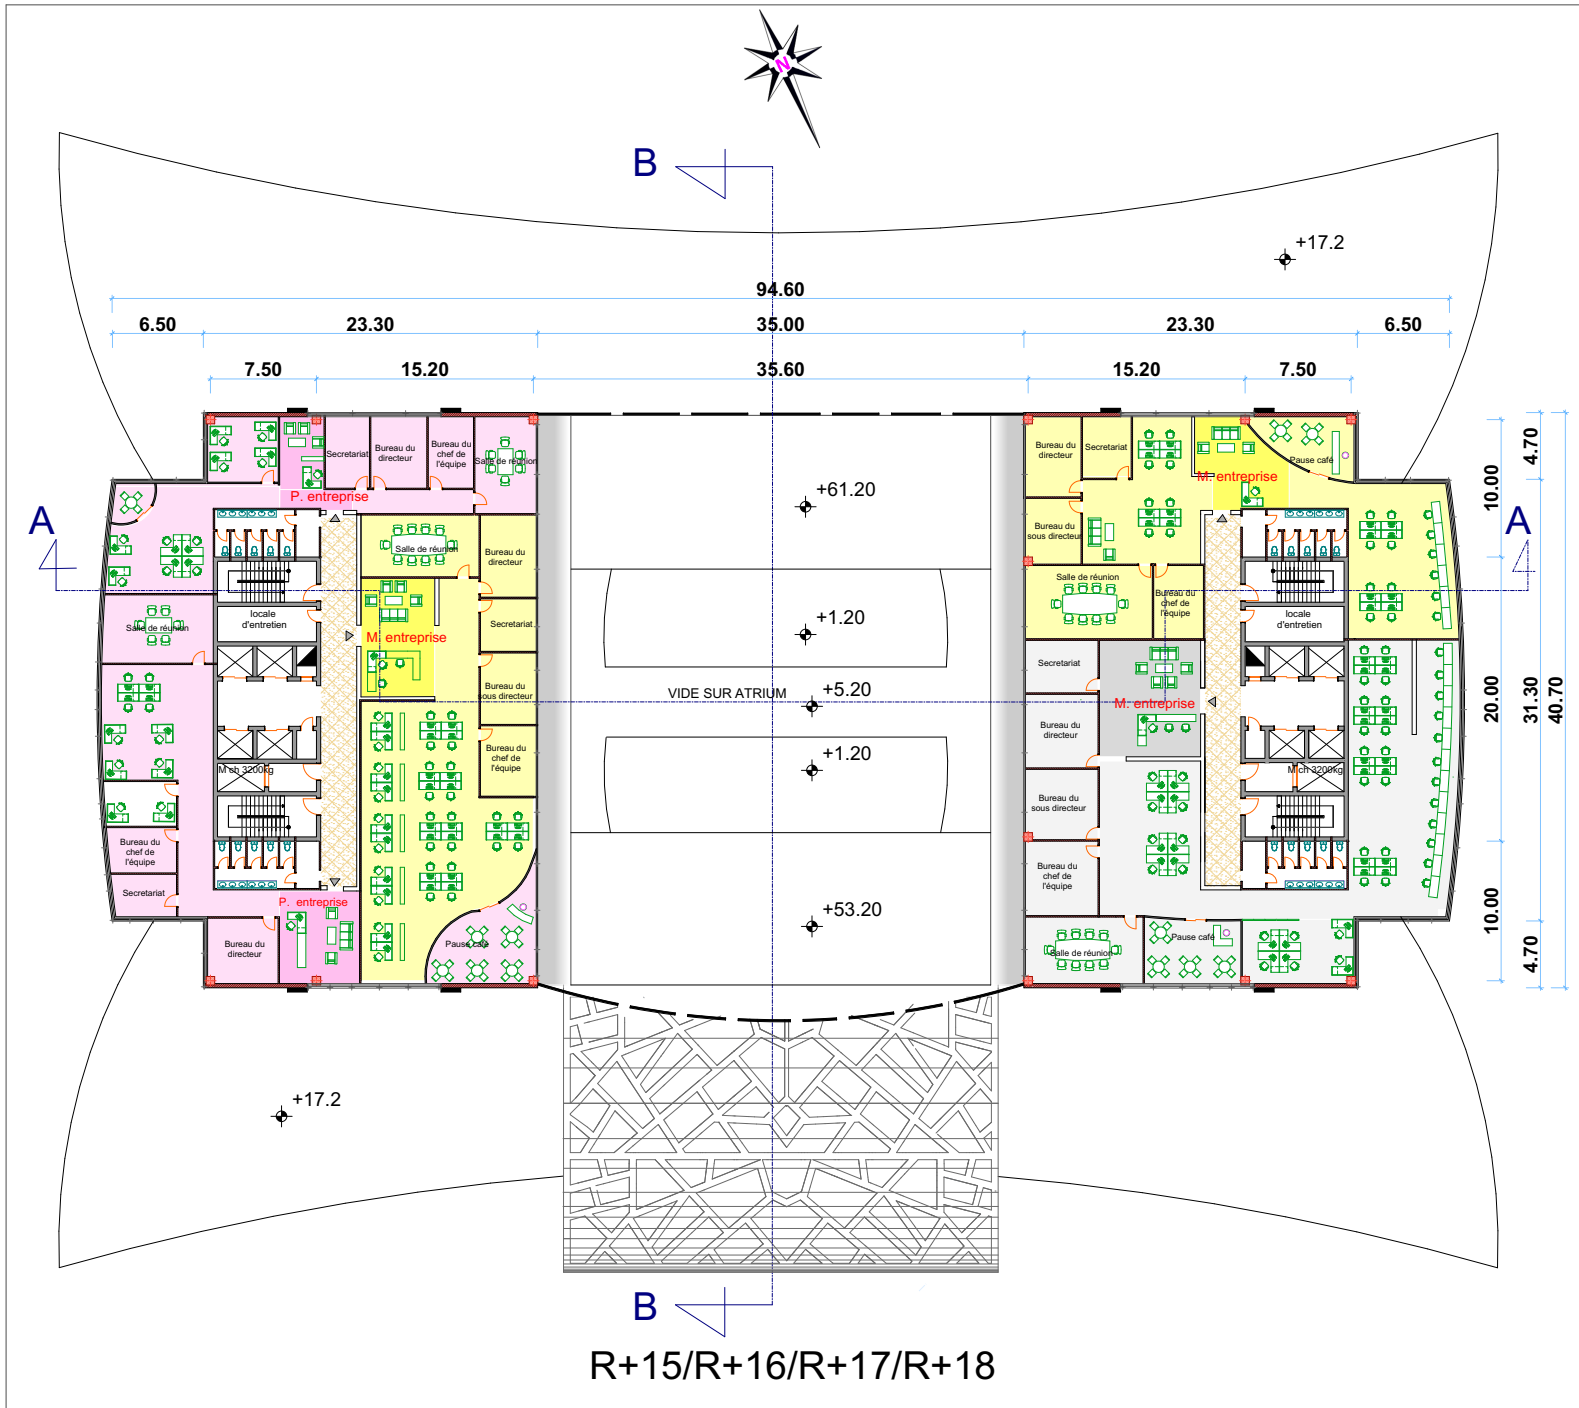 N
B
+17.2
94.60
6.50
23.30
35.00
23.30
6.50
7.50
15.20
35.60
15.20
7.50
4.70
10.00
20.00
31.30
40.70
10.00
4.70
A
A
Secretariat
Bureau du
directeur
Bureau du
chef de
l'équipe
Salle de réunion
P. entreprise
Salle de réunion
Bureau du
directeur
locale
d'entretien
Salle de réunion
M. entreprise
Secretariat
Bureau du
sous directeur
Bureau du
chef de
l'équipe
M ch 3200kg
Bureau du
chef de
l'équipe
Secretariat
P. entreprise
Bureau du
directeur
Pause café
+61.20
+1.20
VIDE SUR ATRIUM
+5.20
+1.20
+53.20
Bureau du
directeur
Secretariat
M. entreprise
Pause café
Bureau du
sous directeur
Salle de réunion
Bureau du
chef de
l'équipe
locale
d'entretien
Secretariat
M. entreprise
Bureau du
directeur
M ch 3200kg
Bureau du
sous directeur
Bureau du
chef de
l'équipe
Salle de réunion
Pause café
+17.2
B
R+15/R+16/R+17/R+18